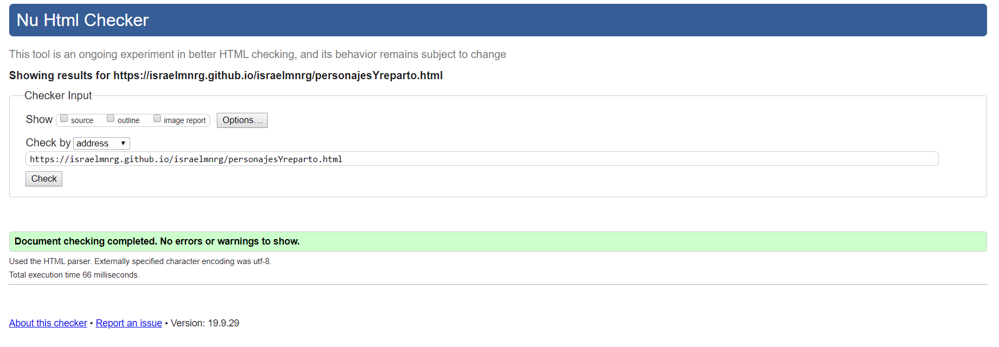 Nu Html Checker
This tool is an ongoing experiment in better HTML checking, and its behavior remains subject to change
Showing results for https://israelmnrg.github.io/israelmnrg/personajesYreparto.html
Checker Input
Show source outline image report Options…
Check by address
https://israelmnrg.github.io/israelmnrg/personajesYreparto.html
Check
Document checking completed. No errors or warnings to show.
Used the HTML parser. Externally specified character encoding was utf-8.
Total execution time 66 milliseconds.
About this checker • Report an issue • Version: 19.9.29